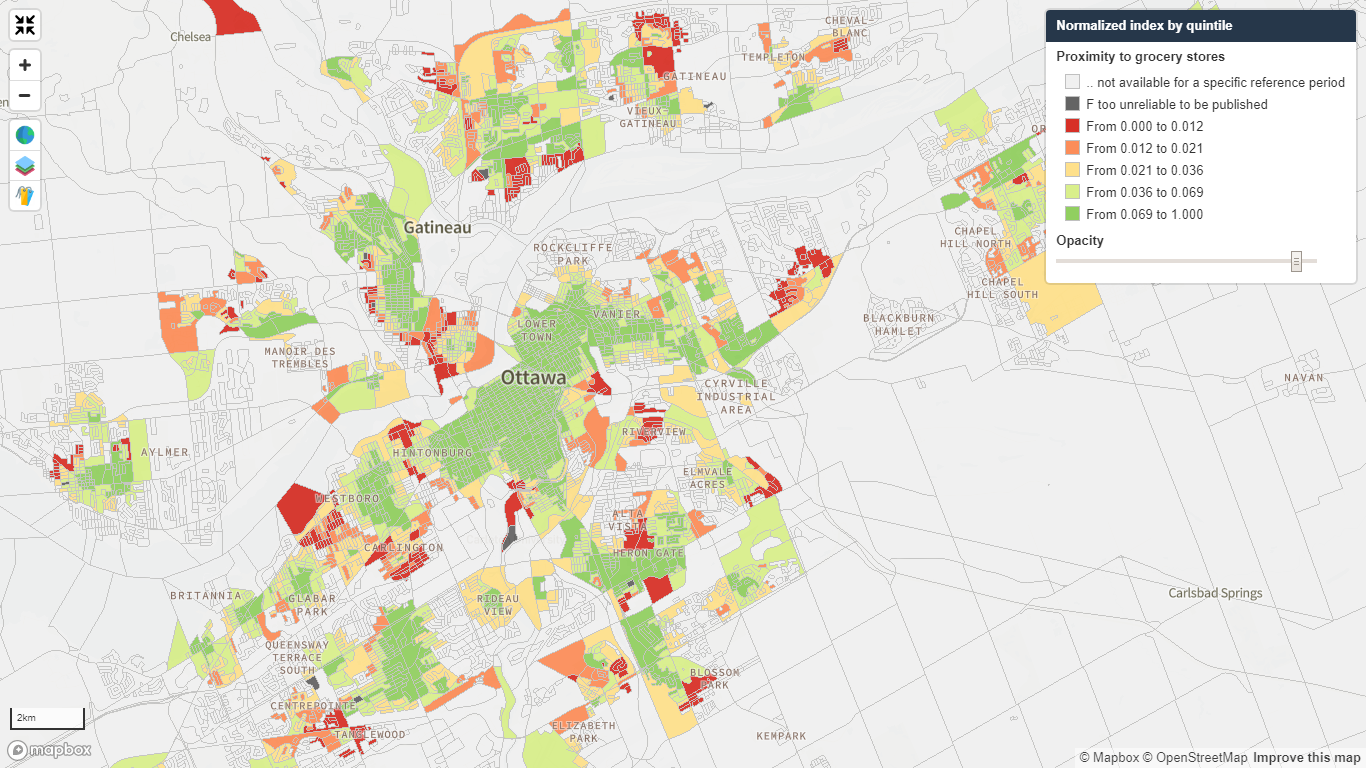 Chelsea
CHEVAL-
BLANC
TEMPLETON
GATINEAU
VIEUX-
GATINEAU
Gatineau
ROCKCLIFFE
PARK
LOWER
TOWN
VANIER
BLACKBURN
HAMLET
CHAPEL
HILL NORTH
CHAPEL
HILL SOUTH
MANOIR DES
TREMBLES
Ottawa
CYRVILLE
INDUSTRIAL
AREA
NAVAN
AYLMER
HINTONBURG
RIVERVIEW
ELMVALE
ACRES
WESTBORO
ALTA
VISTA
CARLINGTON
HERON GATE
BRITANNIA
GLABAR
PARK
RIDEAU
VIEW
Carlsbad Springs
QUEENSWAY
TERRACE
SOUTH
BLOSSOM
PARK
CENTREPOINTE
TANGLEWOOD
ELIZABETH
PARK
KEMPARK
Normalized index by quintile
Proximity to grocery stores
.. not available for a specific reference period
F too unreliable to be published
From 0.000 to 0.012
From 0.012 to 0.021
From 0.021 to 0.036
From 0.036 to 0.069
From 0.069 to 1.000
Opacity
+
−
2km
mapbox
© Mapbox © OpenStreetMap Improve this map